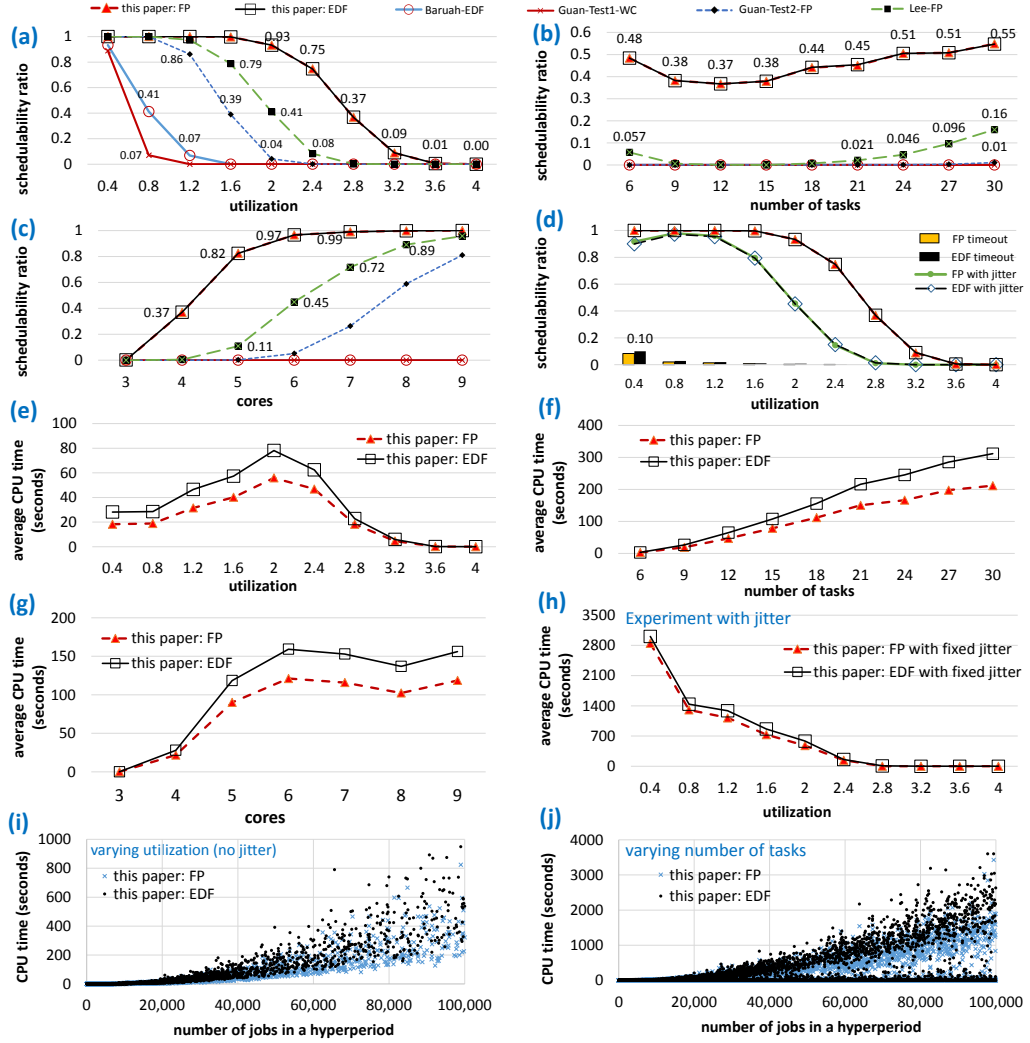 this paper: FP this paper: EDF Baruah-EDF Guan-Test1-WC Guan-Test2-FP Lee-FP
(a)
schedulability ratio
1
0.8
0.6
0.4
0.2
0
0.93
0.75
0.86
0.79
0.41
0.39
0.41
0.37
0.07
0.07
0.04
0.08
0.09
0.01
0.00
0.4 0.8 1.2 1.6 2.0 2.4 2.8 3.2 3.6 4
utilization
(b)
schedulability ratio
0.6
0.5
0.4
0.3
0.2
0.1
0
0.48
0.38
0.37
0.38
0.44
0.45
0.51
0.51
0.55
0.057
0.021
0.046
0.096
0.16
0.01
6 9 12 15 18 21 24 27 30
number of tasks
(c)
schedulability ratio
1
0.8
0.6
0.4
0.2
0
0.37
0.82
0.97
0.99
0.89
0.72
0.45
0.11
3 4 5 6 7 8 9
cores
(d)
schedulability ratio
1
0.8
0.6
0.4
0.2
0
FP timeout
EDF timeout
FP with jitter
EDF with jitter
0.10
0.4 0.8 1.2 1.6 2 2.4 2.8 3.2 3.6 4
utilization
(e)
average CPU time
(seconds)
80
60
40
20
0
this paper: FP
this paper: EDF
0.4 0.8 1.2 1.6 2 2.4 2.8 3.2 3.6 4
utilization
(f)
average CPU time
(seconds)
400
300
200
100
0
this paper: FP
this paper: EDF
6 9 12 15 18 21 24 27 30
number of tasks
(g)
average CPU time
(seconds)
200
150
100
50
0
this paper: FP
this paper: EDF
3 4 5 6 7 8 9
cores
(h)
average CPU time
(seconds)
3500
2800
2100
1400
700
0
Experiment with jitter
this paper: FP with fixed jitter
this paper: EDF with fixed jitter
0.4 0.8 1.2 1.6 2 2.4 2.8 3.2 3.6 4
utilization
(i)
CPU time (seconds)
1000
800
600
400
200
0
varying utilization (no jitter)
this paper: FP
this paper: EDF
0 20,000 40,000 60,000 80,000 100,000
number of jobs in a hyperperiod
(j)
CPU time (seconds)
4000
3000
2000
1000
0
varying number of tasks
this paper: FP
this paper: EDF
0 20,000 40,000 60,000 80,000 100,000
number of jobs in a hyperperiod